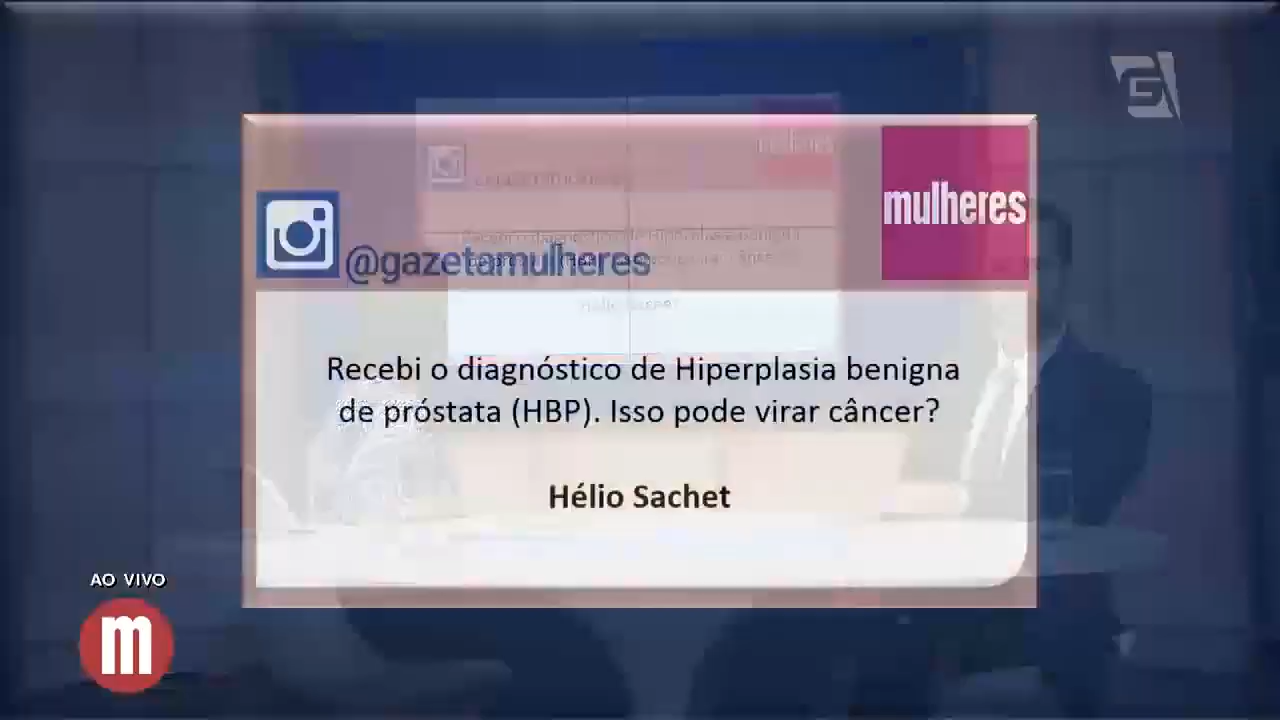 mulheres
@gazetamulheres
Recebi o diagnóstico de Hiperplasia benigna
de próstata (HBP). Isso pode virar câncer?
Hélio Sachet
AO VIVO
m
G